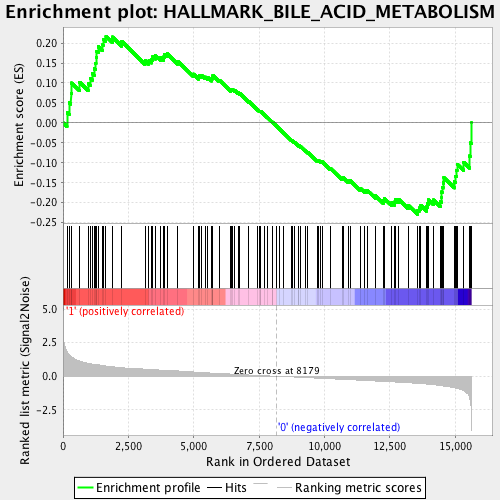 Enrichment plot: HALLMARK_BILE_ACID_METABOLISM
Enrichment score (ES)
0.20
0.15
0.10
0.05
0.00
-0.05
-0.10
-0.15
-0.20
-0.25
'1' (positively correlated)
Ranked list metric (Signal2Noise)
5.0
2.5
0.0
-2.5
Zero cross at 8179
'0' (negatively correlated)
0
2,500
5,000
7,500
10,000
12,500
15,000
Rank in Ordered Dataset
Enrichment profile
Hits
Ranking metric scores